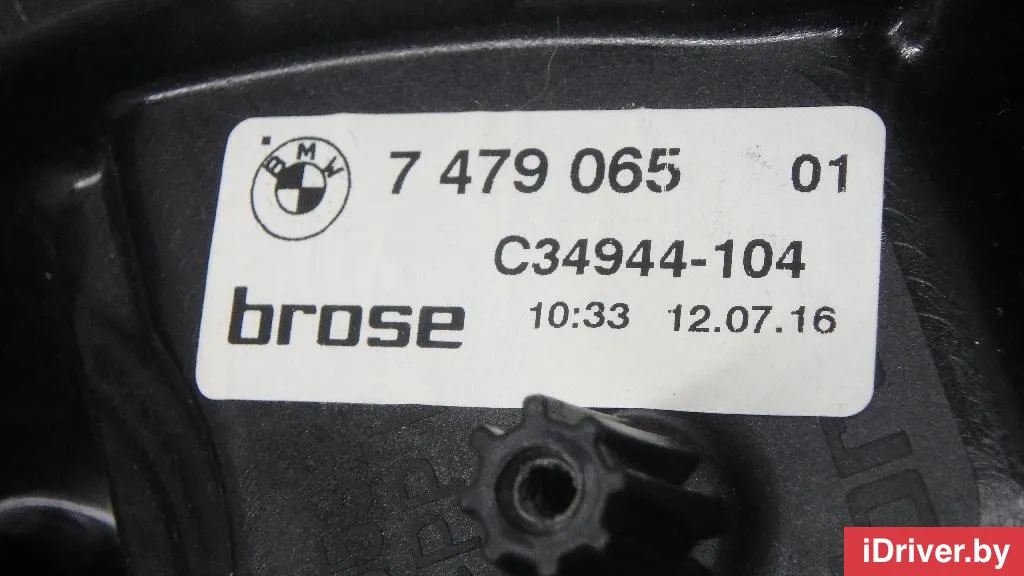 BMW
7 479 065 01
C34944-104
brose
10:33 12.07.16
iDriver.by